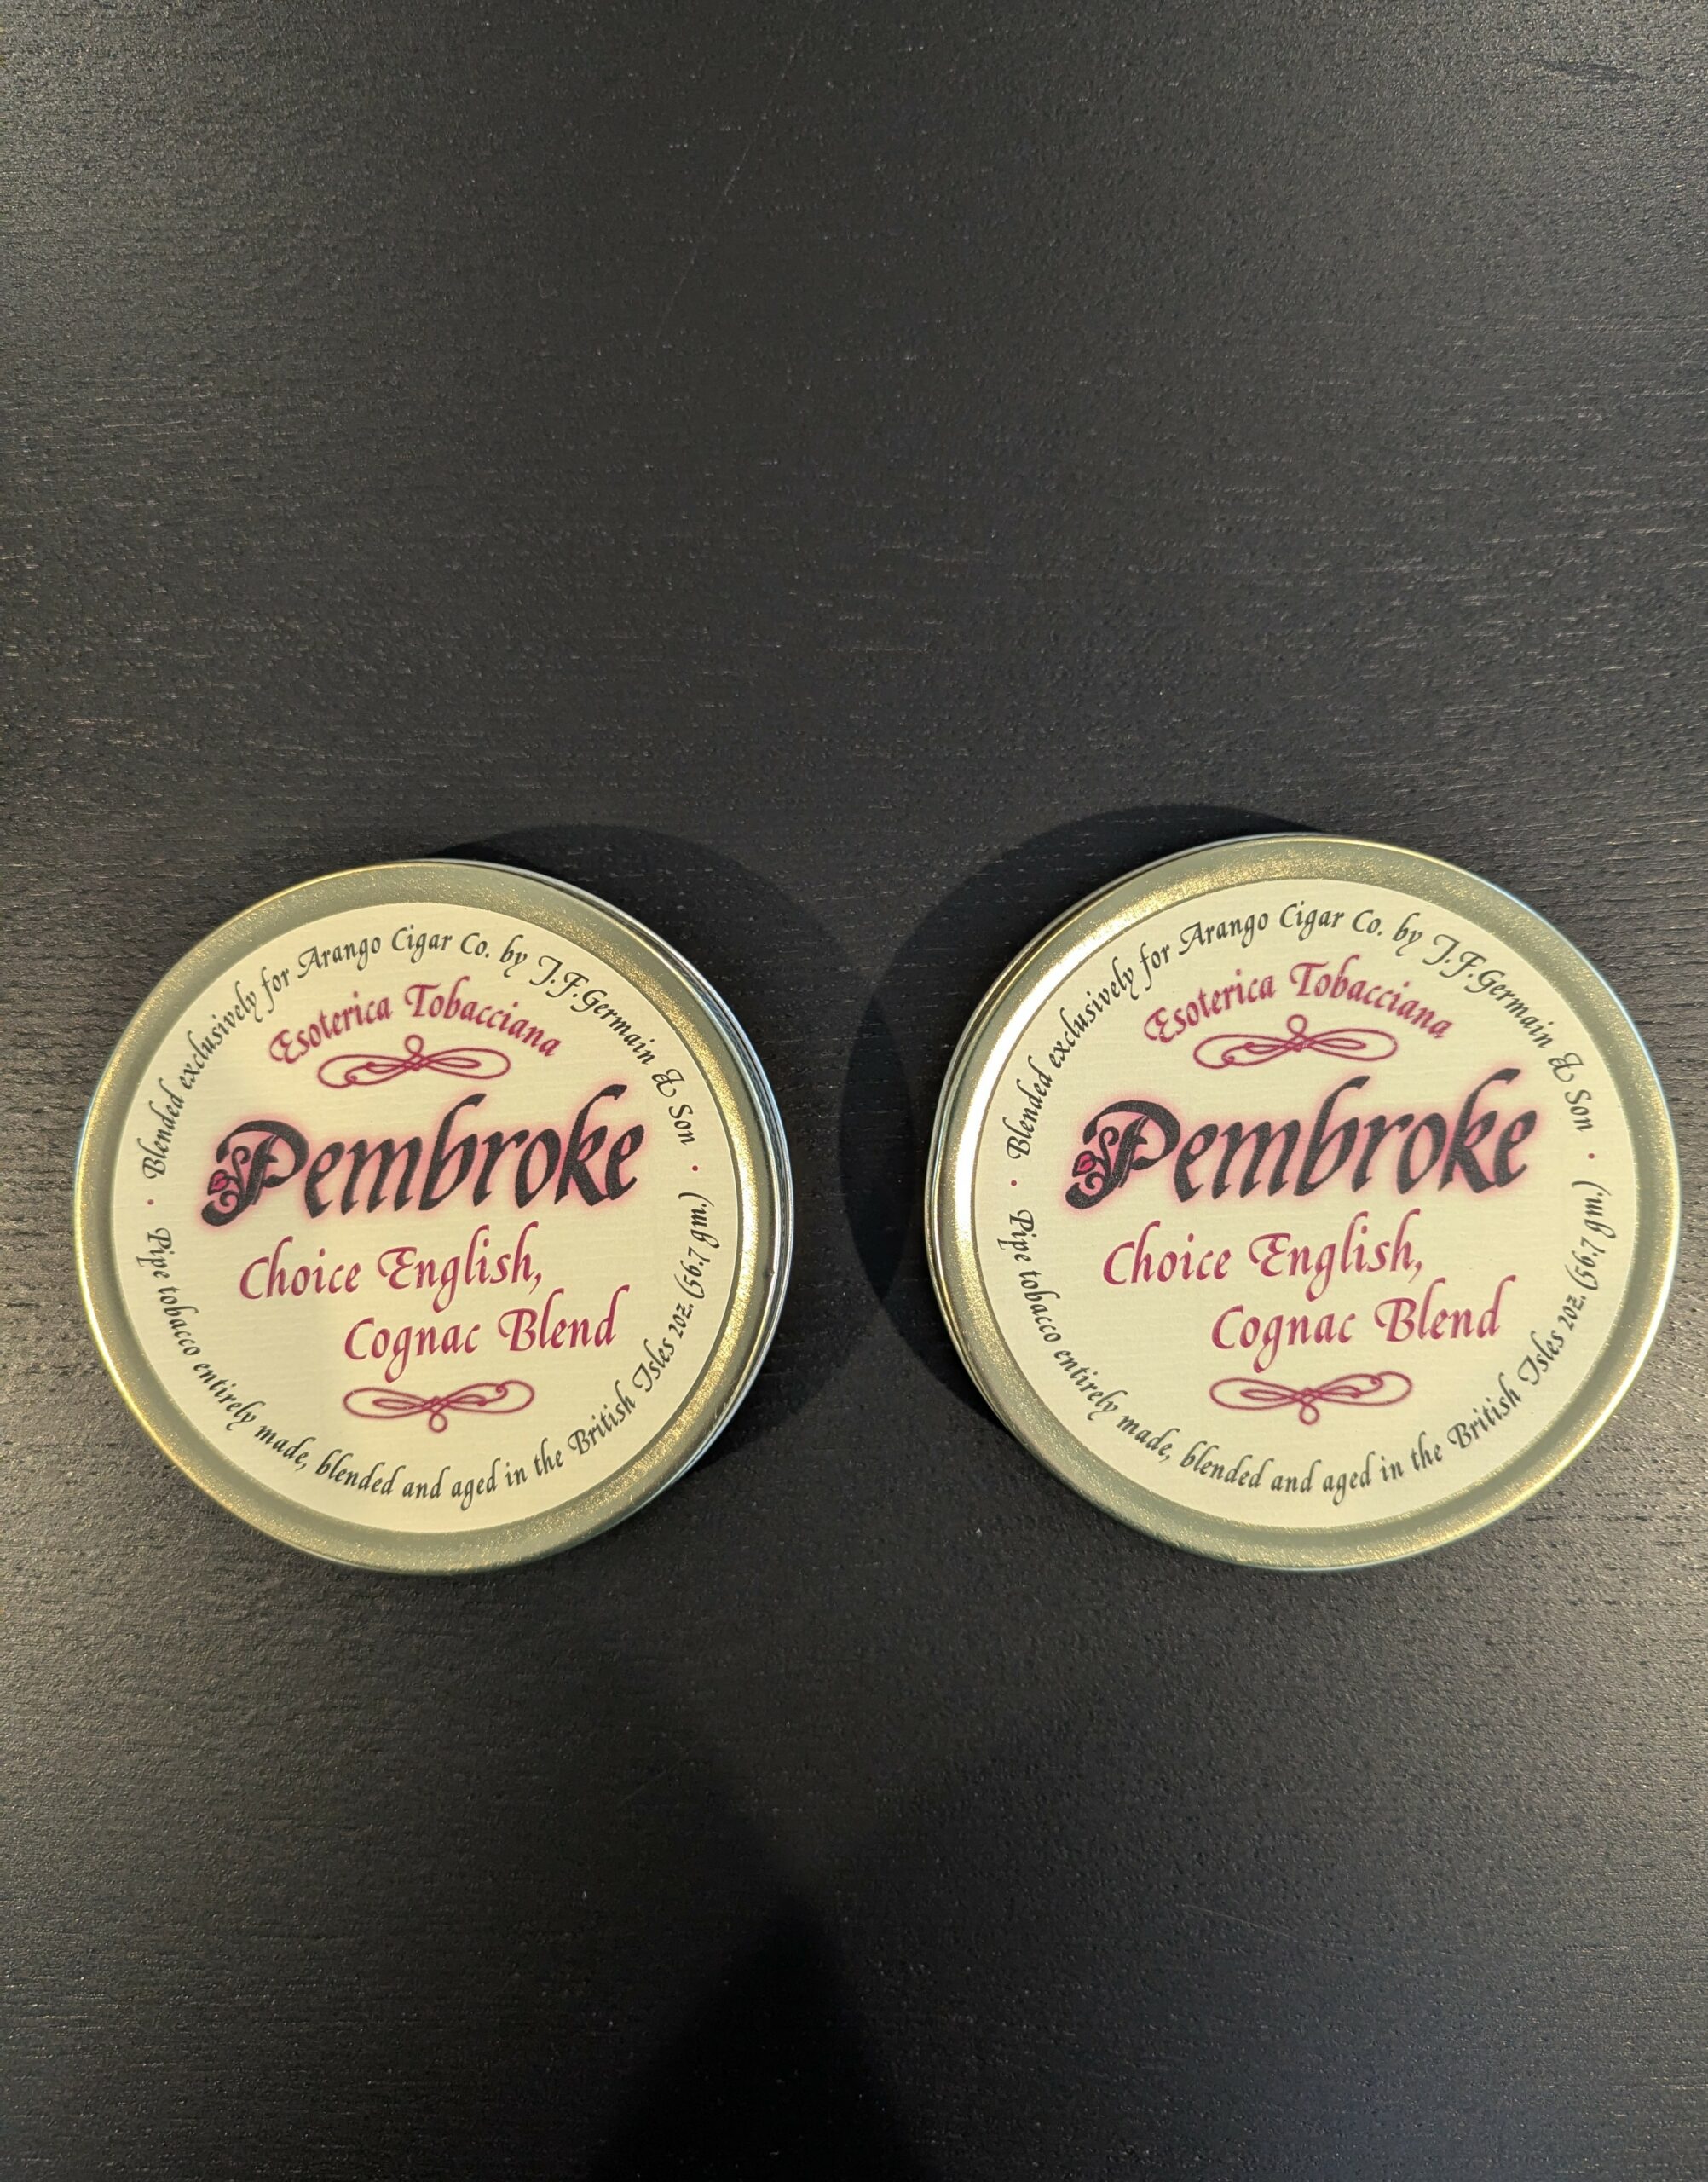 Blended exclusively for Arango Cigar Co. by J.F.Germain & Son
Esoterica Tobacciana
Pembroke
Choice English,
Cognac Blend
Pipe tobacco entirely made, blended and aged in the British Isles 2oz. (56.7 gm.)
Blended exclusively for Arango Cigar Co. by J.F.Germain & Son
Esoterica Tobacciana
Pembroke
Choice English,
Cognac Blend
Pipe tobacco entirely made, blended and aged in the British Isles 2oz. (56.7 gm.)